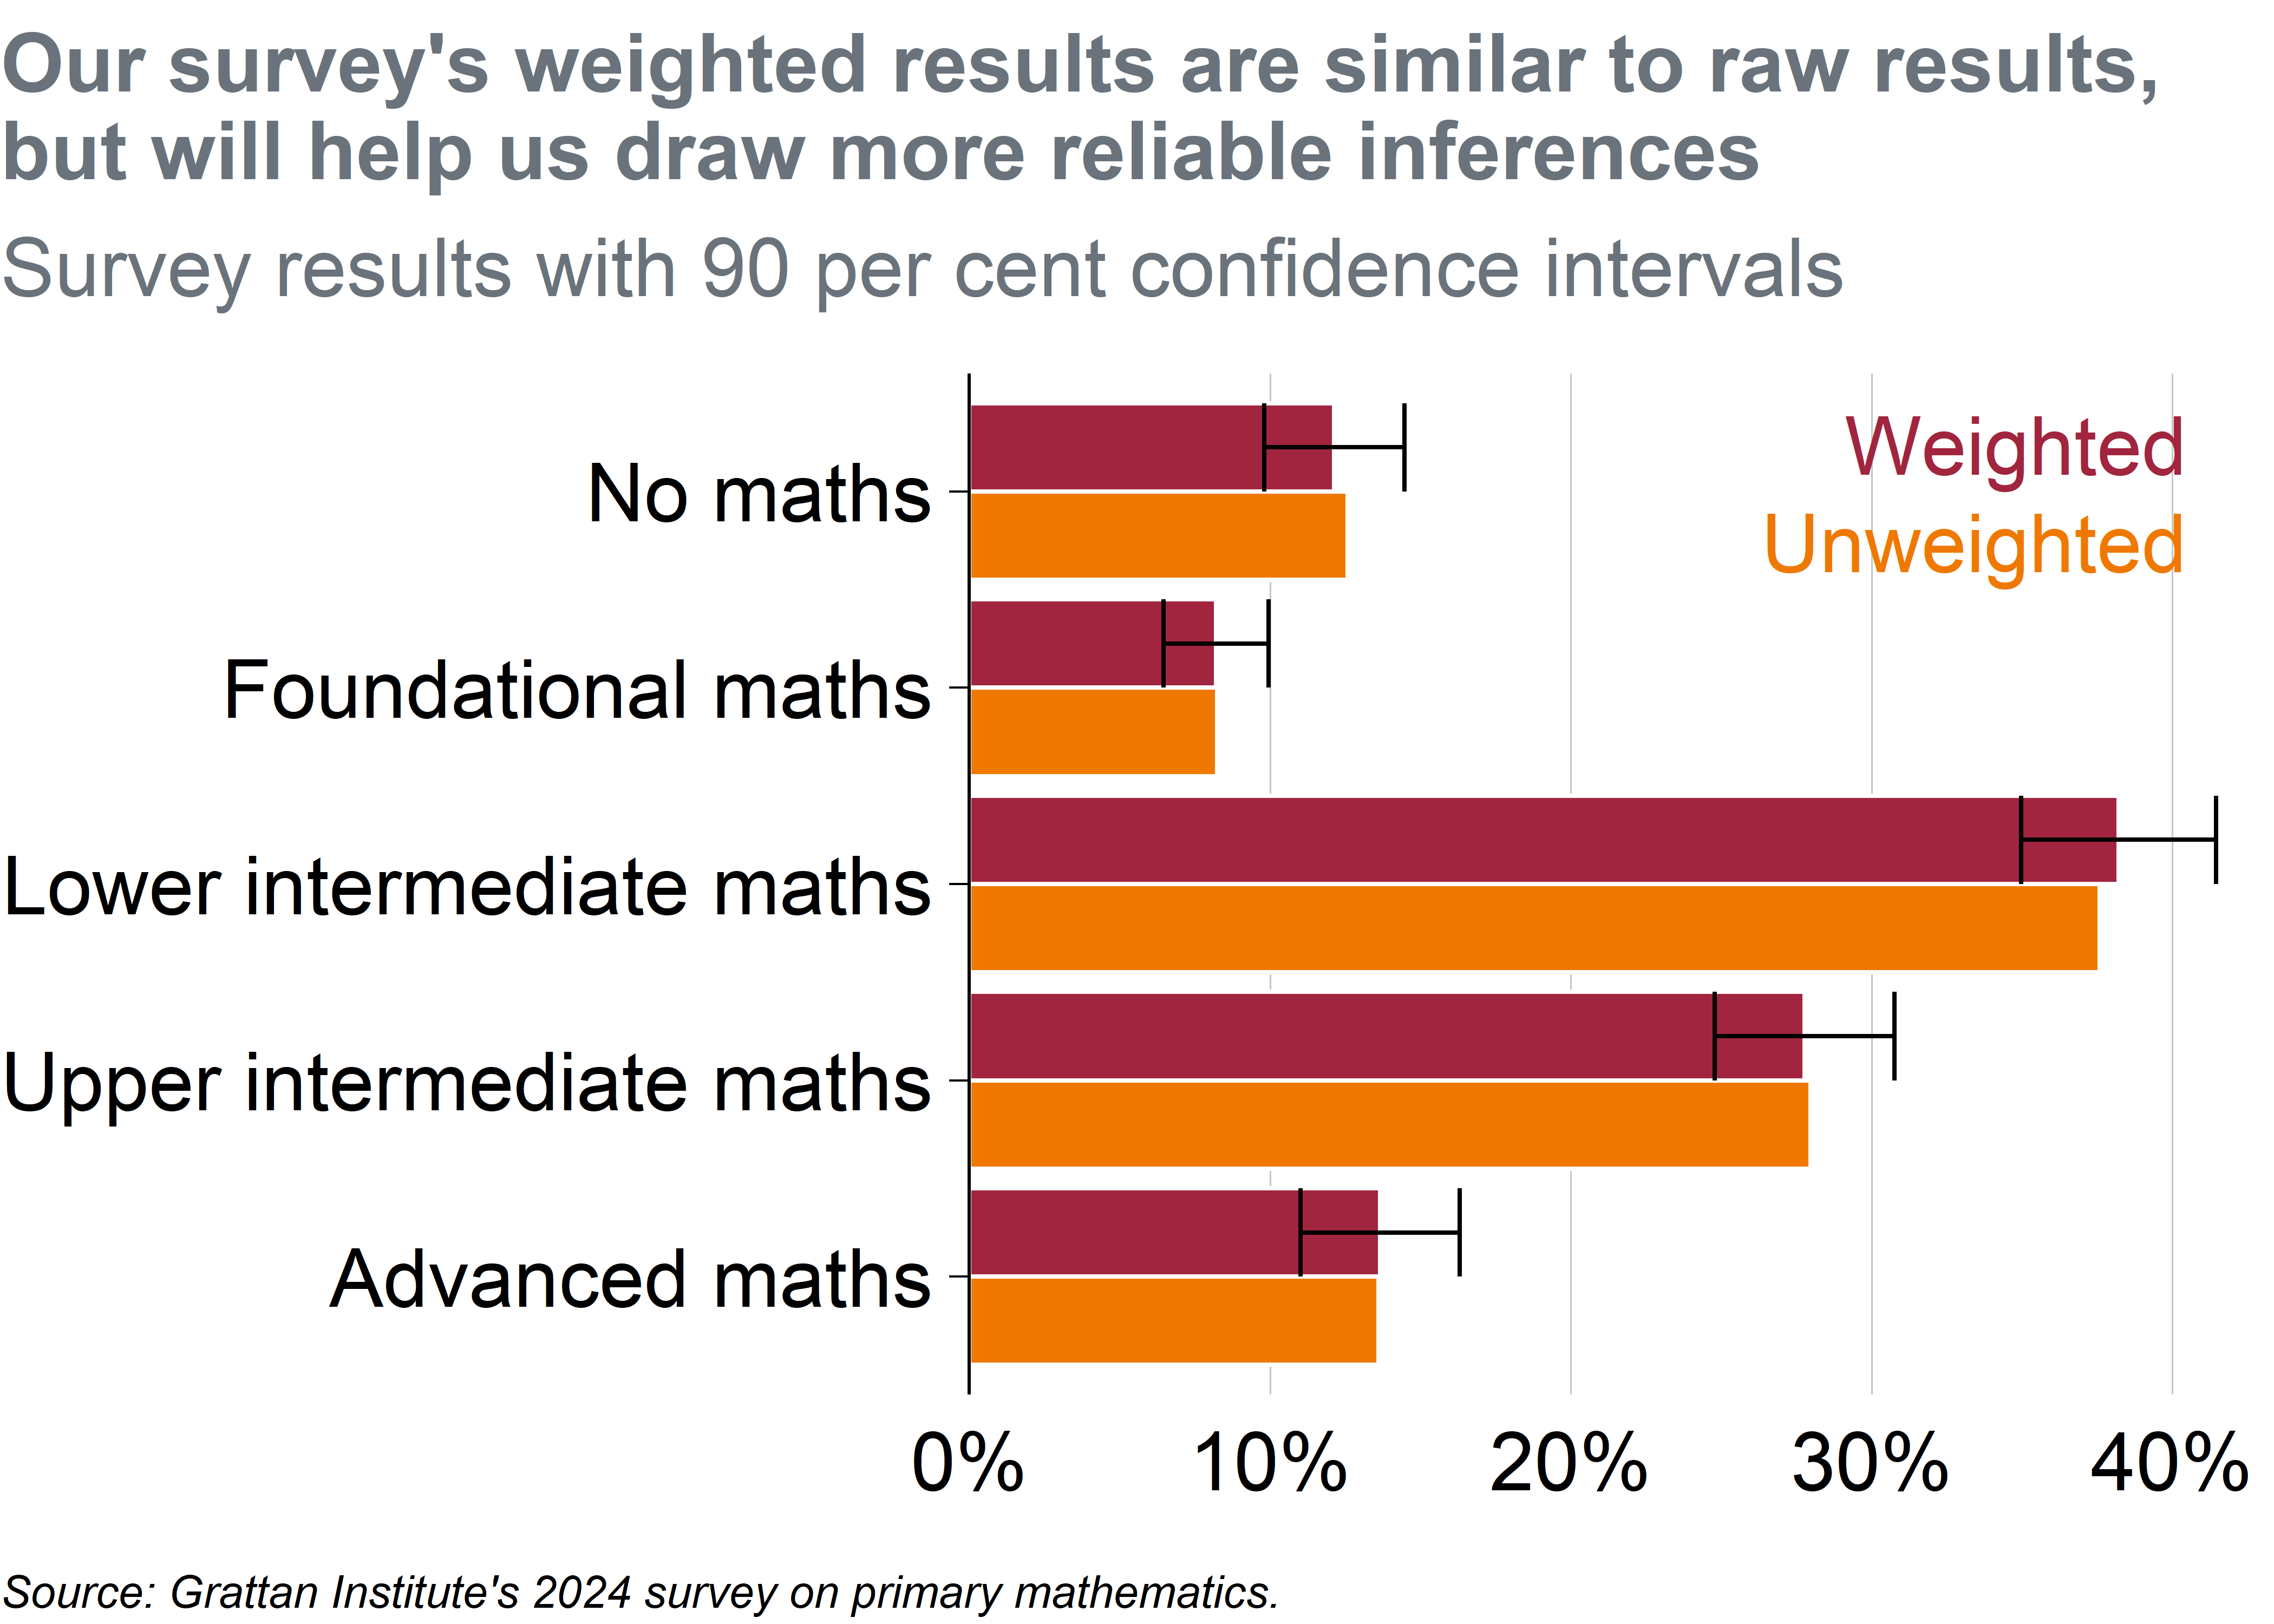 Our survey's weighted results are similar to raw results,
but will help us draw more reliable inferences
Survey results with 90 per cent confidence intervals
Weighted
Unweighted
No maths
Foundational maths
Lower intermediate maths
Upper intermediate maths
Advanced maths
0% 10% 20% 30% 40%
Source: Grattan Institute's 2024 survey on primary mathematics.